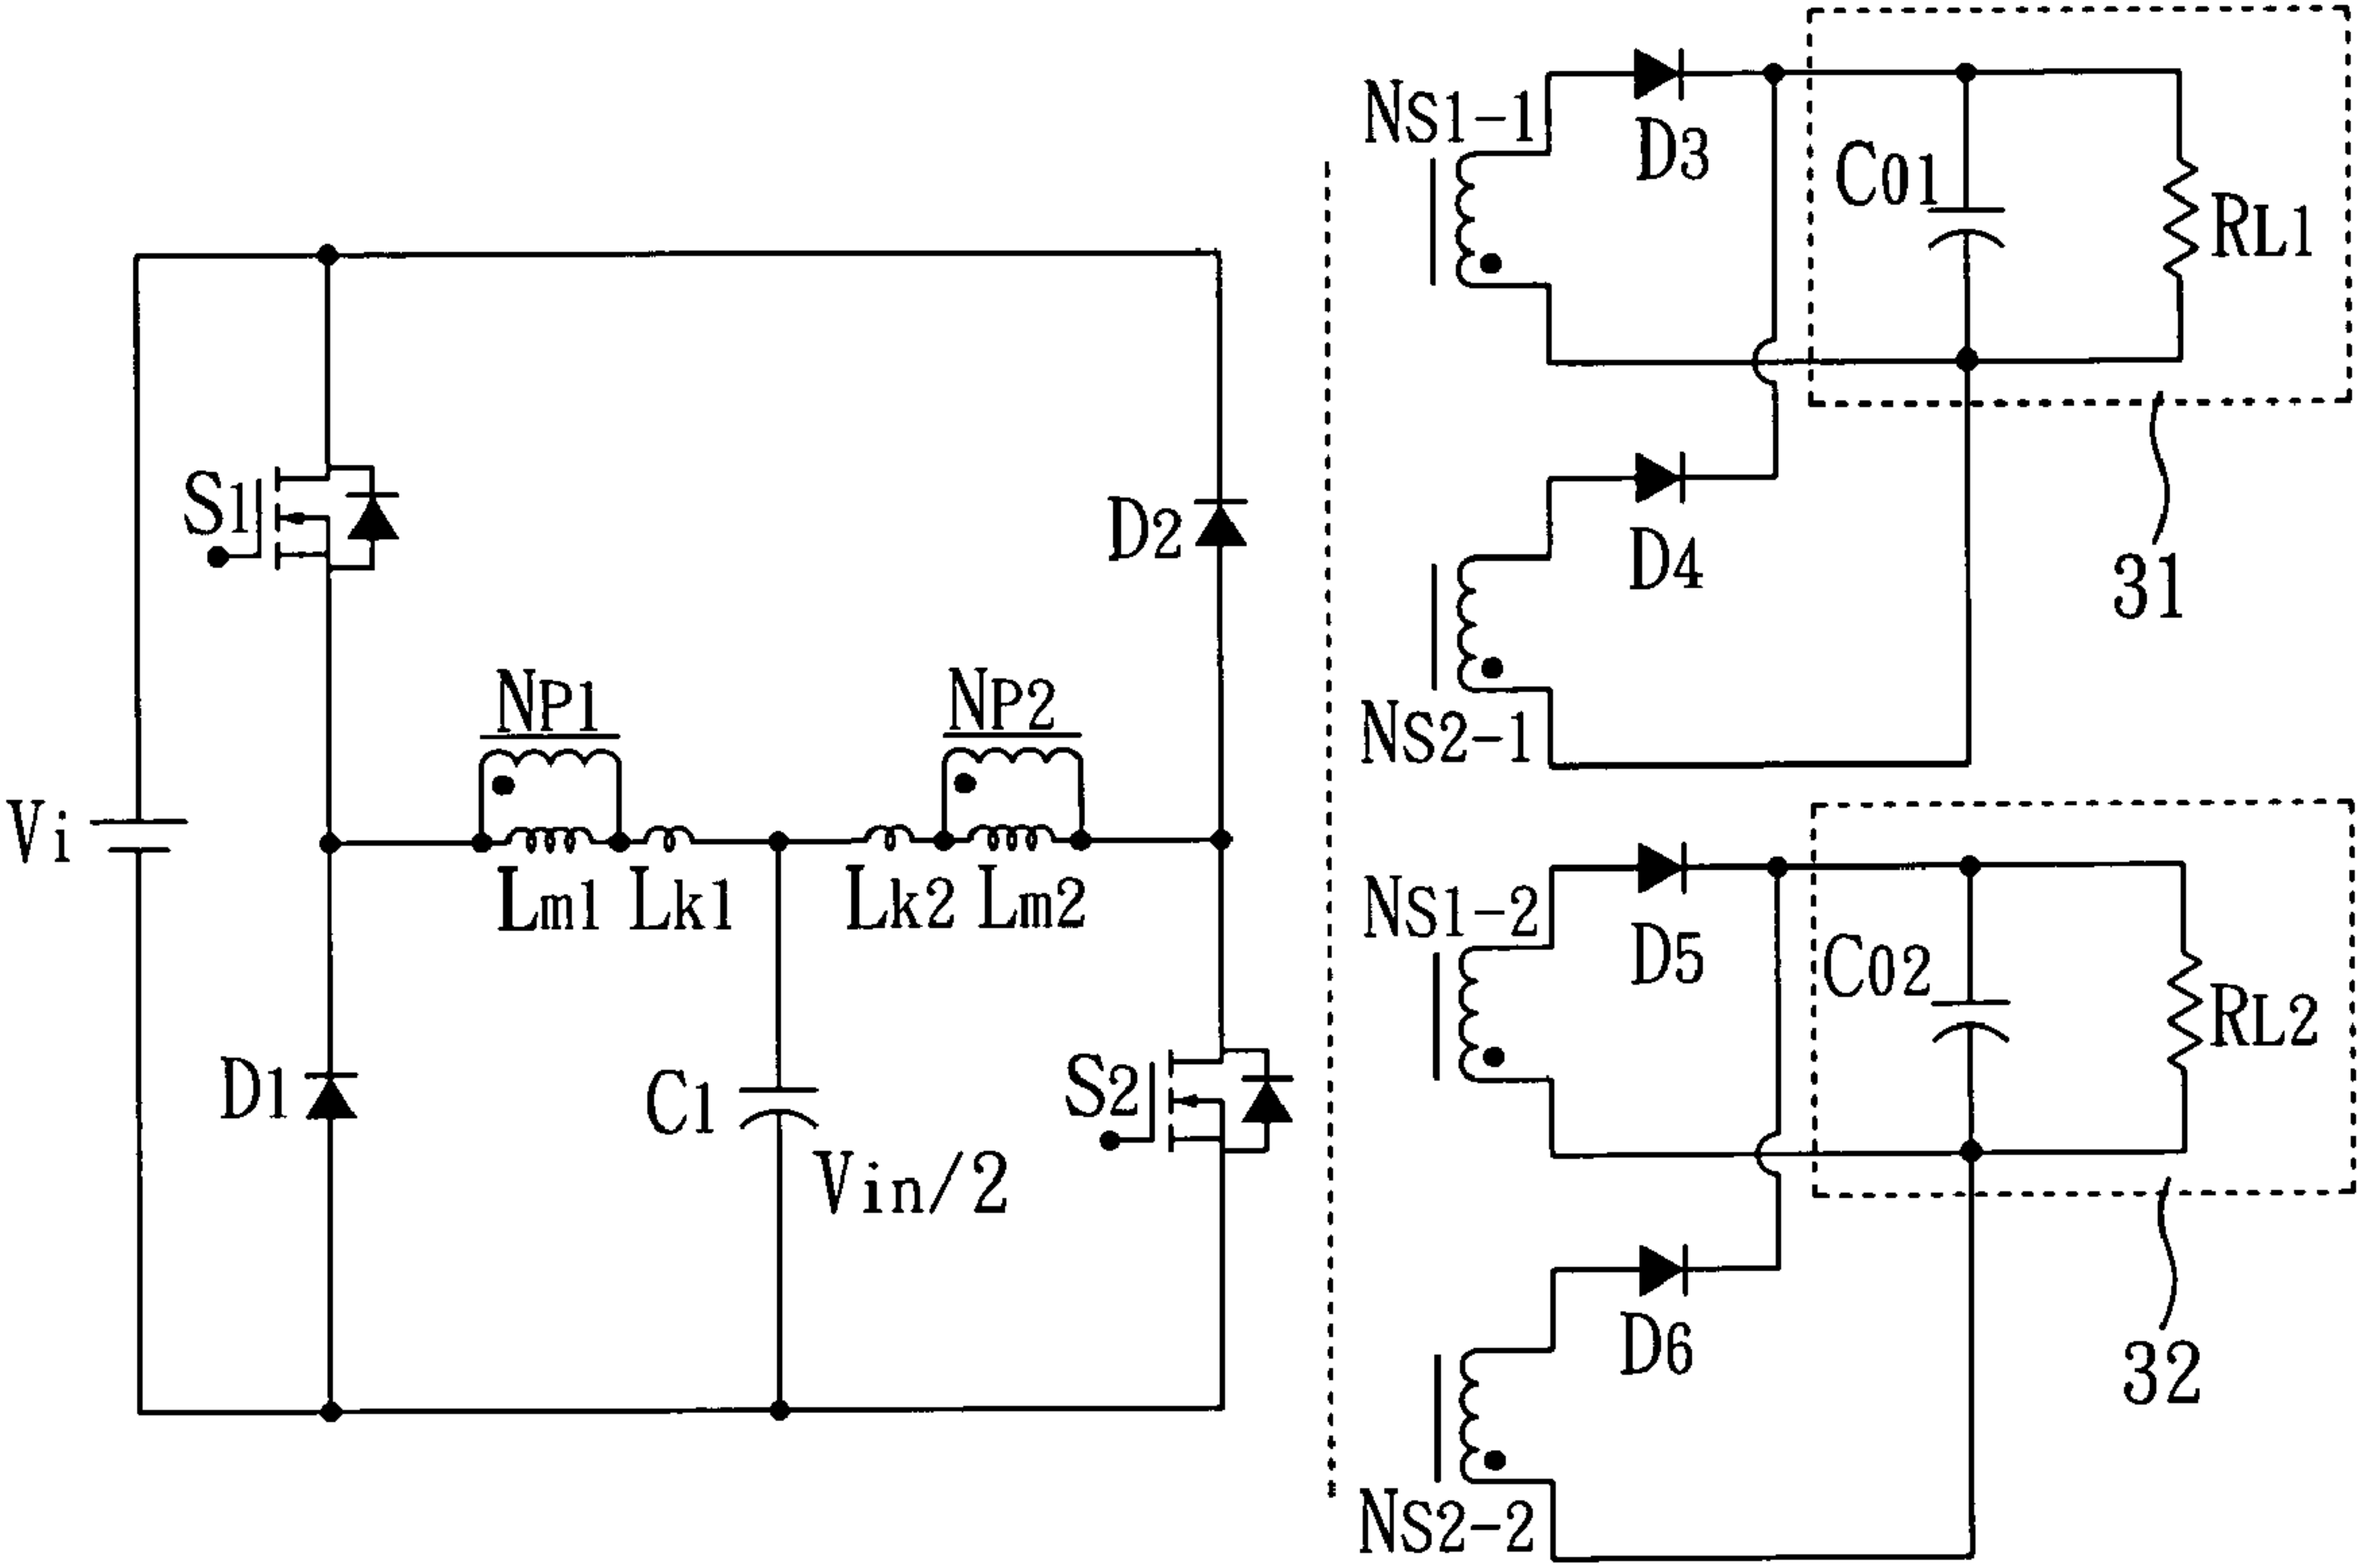 Vi
S1
D1
NP1
Lm1
Lk1
C1
Vin/2
NP2
Lk2
Lm2
D2
S2
NS1-1
D3
C01
RL1
31
D4
NS2-1
NS1-2
D5
C02
RL2
32
D6
NS2-2